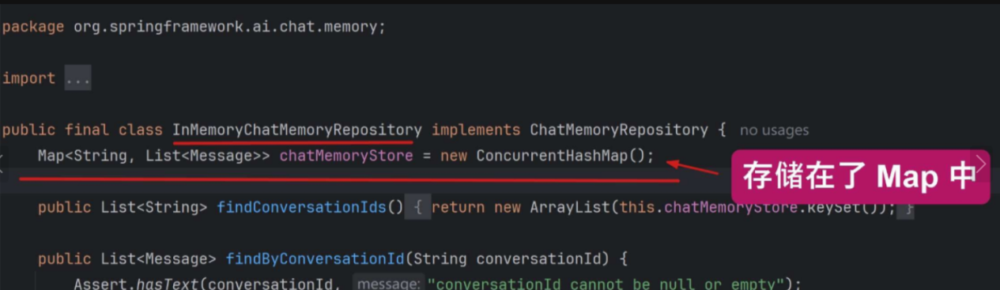 package org.springframework.ai.chat.memory;
import ...
public final class InMemoryChatMemoryRepository implements ChatMemoryRepository { no usages
Map<String, List<Message>> chatMemoryStore = new ConcurrentHashMap();
存储在了 Map 中
public List<String> findConversationIds() { return new ArrayList(this.chatMemoryStore.keySet()); }
public List<Message> findByConversationId(String conversationId) {
Assert.hasText(conversationId, message: "conversationId cannot be null or empty");